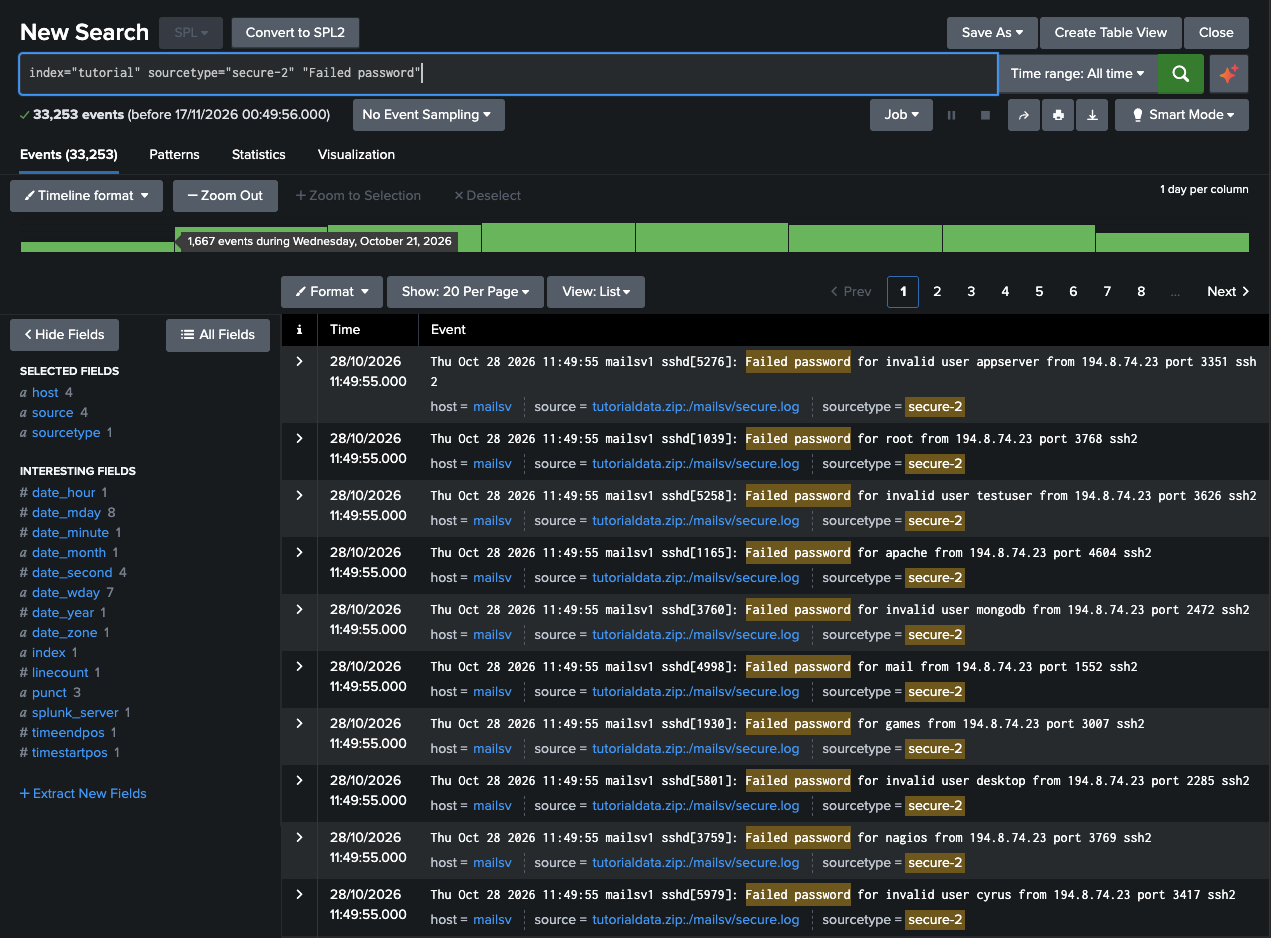 New Search SPL Convert to SPL2 Save As Create Table View Close
index="tutorial" sourcetype="secure-2" "Failed password" Time range: All time
33,253 events (before 17/11/2026 00:49:56.000) No Event Sampling Job Smart Mode
Events (33,253) Patterns Statistics Visualization
Timeline format — Zoom Out + Zoom to Selection × Deselect 1 day per column
1,667 events during Wednesday, October 21, 2026
Format Show: 20 Per Page View: List < Prev 1 2 3 4 5 6 7 8 ... Next >
< Hide Fields All Fields
SELECTED FIELDS
a host 4
a source 4
a sourcetype 1
INTERESTING FIELDS
# date_hour 1
# date_mday 8
# date_minute 1
a date_month 1
# date_second 4
a date_wday 7
# date_year 1
# date_zone 1
a index 1
# linecount 1
a punct 3
a splunk_server 1
# timeendpos 1
# timestartpos 1
+ Extract New Fields
i Time Event
28/10/2026 11:49:55.000
Thu Oct 28 2026 11:49:55 mailsv1 sshd[5276]: Failed password for invalid user appserver from 194.8.74.23 port 3351 ssh
2
host = mailsv source = tutorialdata.zip:./mailsv/secure.log sourcetype = secure-2
28/10/2026 11:49:55.000
Thu Oct 28 2026 11:49:55 mailsv1 sshd[1039]: Failed password for root from 194.8.74.23 port 3768 ssh2
host = mailsv source = tutorialdata.zip:./mailsv/secure.log sourcetype = secure-2
28/10/2026 11:49:55.000
Thu Oct 28 2026 11:49:55 mailsv1 sshd[5258]: Failed password for invalid user testuser from 194.8.74.23 port 3626 ssh2
host = mailsv source = tutorialdata.zip:./mailsv/secure.log sourcetype = secure-2
28/10/2026 11:49:55.000
Thu Oct 28 2026 11:49:55 mailsv1 sshd[1165]: Failed password for apache from 194.8.74.23 port 4604 ssh2
host = mailsv source = tutorialdata.zip:./mailsv/secure.log sourcetype = secure-2
28/10/2026 11:49:55.000
Thu Oct 28 2026 11:49:55 mailsv1 sshd[3760]: Failed password for invalid user mongodb from 194.8.74.23 port 2472 ssh2
host = mailsv source = tutorialdata.zip:./mailsv/secure.log sourcetype = secure-2
28/10/2026 11:49:55.000
Thu Oct 28 2026 11:49:55 mailsv1 sshd[4998]: Failed password for mail from 194.8.74.23 port 1552 ssh2
host = mailsv source = tutorialdata.zip:./mailsv/secure.log sourcetype = secure-2
28/10/2026 11:49:55.000
Thu Oct 28 2026 11:49:55 mailsv1 sshd[1930]: Failed password for games from 194.8.74.23 port 3007 ssh2
host = mailsv source = tutorialdata.zip:./mailsv/secure.log sourcetype = secure-2
28/10/2026 11:49:55.000
Thu Oct 28 2026 11:49:55 mailsv1 sshd[5801]: Failed password for invalid user desktop from 194.8.74.23 port 2285 ssh2
host = mailsv source = tutorialdata.zip:./mailsv/secure.log sourcetype = secure-2
28/10/2026 11:49:55.000
Thu Oct 28 2026 11:49:55 mailsv1 sshd[3759]: Failed password for nagios from 194.8.74.23 port 3769 ssh2
host = mailsv source = tutorialdata.zip:./mailsv/secure.log sourcetype = secure-2
28/10/2026 11:49:55.000
Thu Oct 28 2026 11:49:55 mailsv1 sshd[5979]: Failed password for invalid user cyrus from 194.8.74.23 port 3417 ssh2
host = mailsv source = tutorialdata.zip:./mailsv/secure.log sourcetype = secure-2